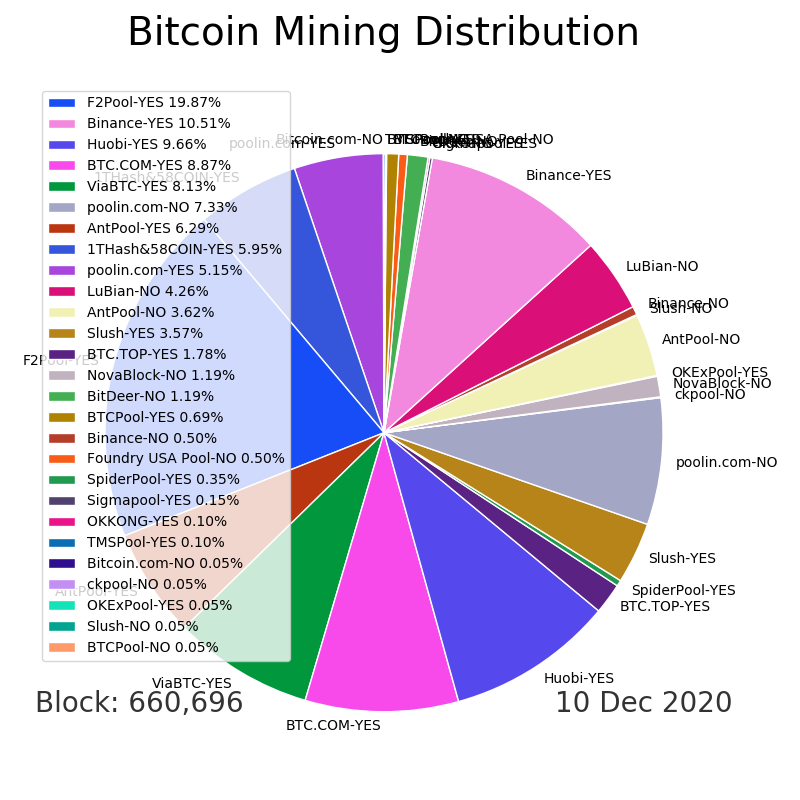 Bitcoin Mining Distribution
F2Pool-YES 19.87%
Binance-YES 10.51%
Huobi-YES 9.66%
BTC.COM-YES 8.87%
ViaBTC-YES 8.13%
poolin.com-NO 7.33%
AntPool-YES 6.29%
1THash&58COIN-YES 5.95%
poolin.com-YES 5.15%
LuBian-NO 4.26%
AntPool-NO 3.62%
Slush-YES 3.57%
BTC.TOP-YES 1.78%
NovaBlock-NO 1.19%
BitDeer-NO 1.19%
BTCPool-YES 0.69%
Binance-NO 0.50%
Foundry USA Pool-NO 0.50%
SpiderPool-YES 0.35%
Sigmapool-YES 0.15%
OKKONG-YES 0.10%
TMSPool-YES 0.10%
Bitcoin.com-NO 0.05%
ckpool-NO 0.05%
OKExPool-YES 0.05%
Slush-NO 0.05%
BTCPool-NO 0.05%
Bitcoin.com-NO
poolin.com-YES
1THash&58COIN-YES
F2Pool-YES
AntPool-YES
ViaBTC-YES
BTC.COM-YES
Huobi-YES
BTC.TOP-YES
SpiderPool-YES
Slush-YES
poolin.com-NO
ckpool-NO
NovaBlock-NO
OKExPool-YES
AntPool-NO
Slush-NO
Binance-NO
LuBian-NO
Binance-YES
Block: 660,696
10 Dec 2020